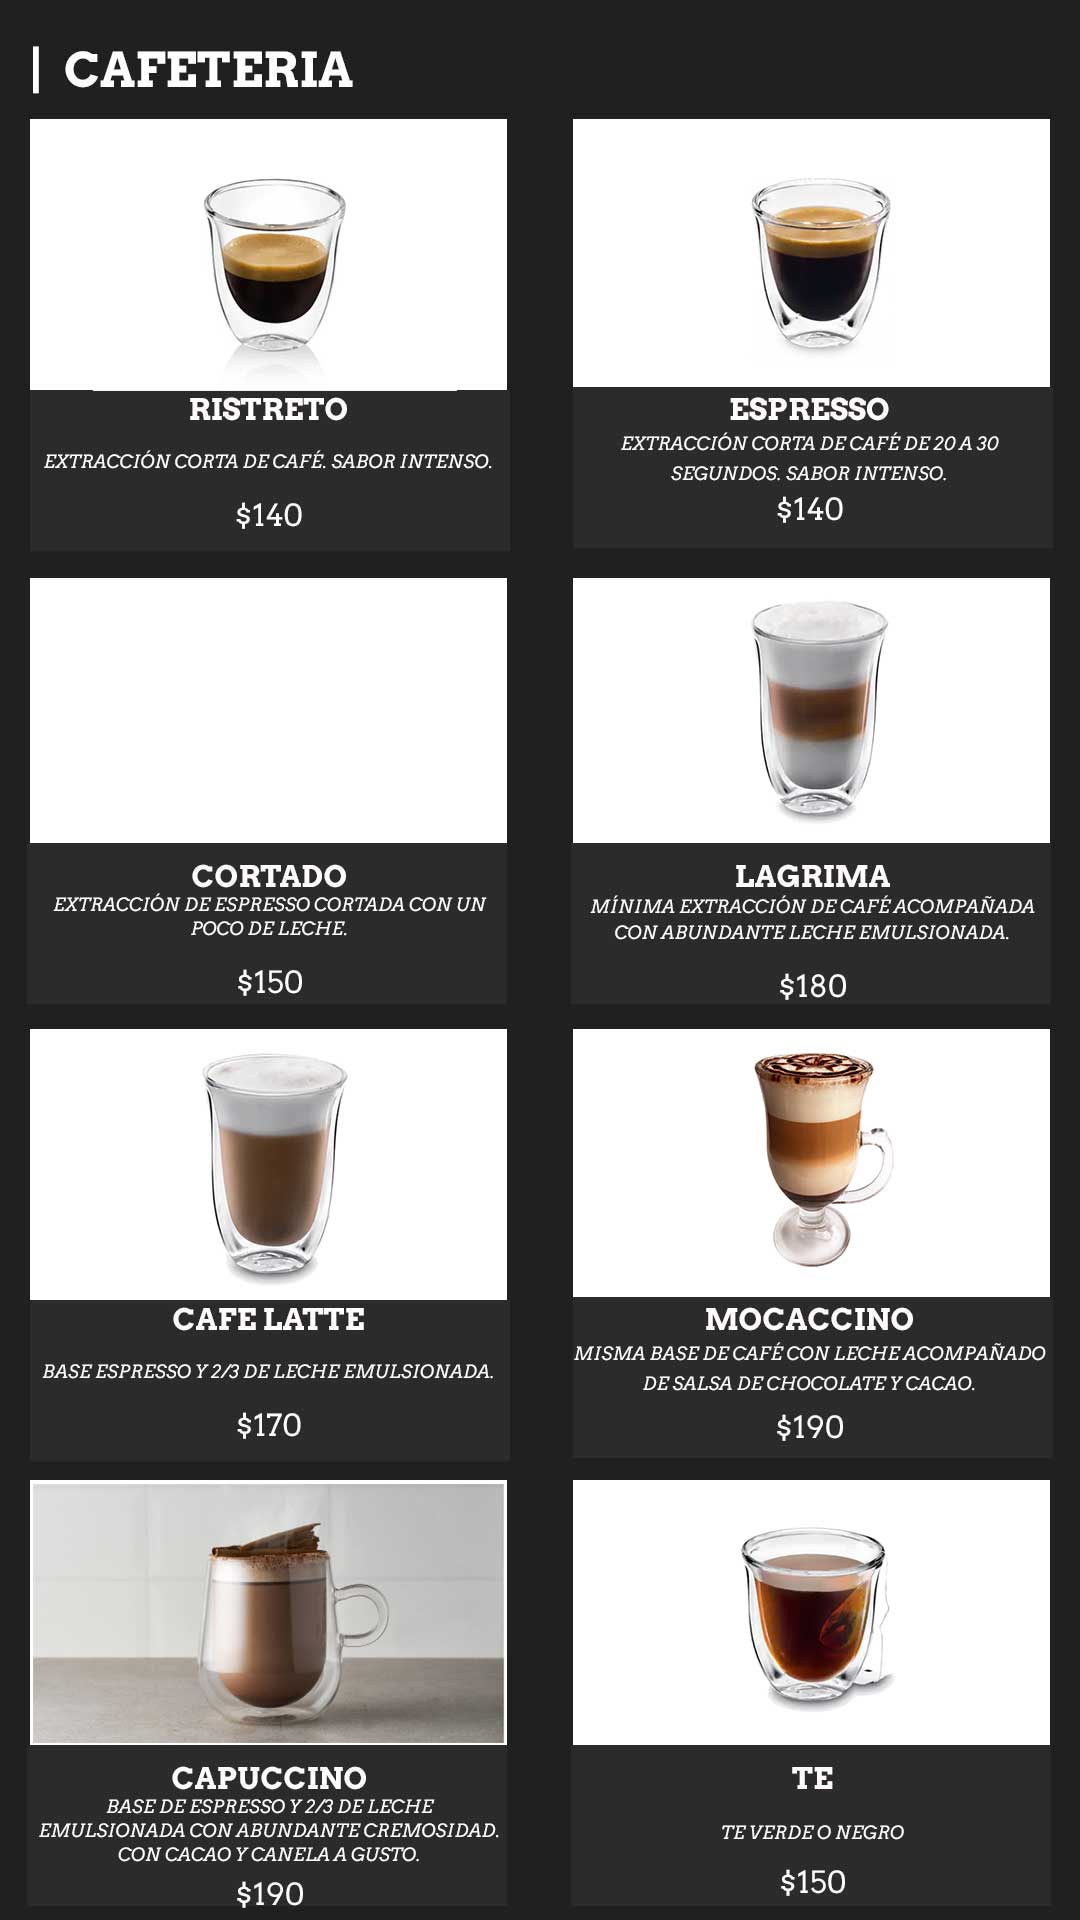 CAFETERIA
RISTRETO
EXTRACCIÓN CORTA DE CAFÉ. SABOR INTENSO.
$140
ESPRESSO
EXTRACCIÓN CORTA DE CAFÉ DE 20 A 30
SEGUNDOS. SABOR INTENSO.
$140
CORTADO
EXTRACCIÓN DE ESPRESSO CORTADA CON UN
POCO DE LECHE.
$150
LAGRIMA
MÍNIMA EXTRACCIÓN DE CAFÉ ACOMPAÑADA
CON ABUNDANTE LECHE EMULSIONADA.
$180
CAFE LATTE
BASE ESPRESSO Y 2/3 DE LECHE EMULSIONADA.
$170
MOCACCINO
MISMA BASE DE CAFÉ CON LECHE ACOMPAÑADO
DE SALSA DE CHOCOLATE Y CACAO.
$190
CAPUCCINO
BASE DE ESPRESSO Y 2/3 DE LECHE
EMULSIONADA CON ABUNDANTE CREMOSIDAD.
CON CACAO Y CANELA A GUSTO.
$190
TE
TE VERDE O NEGRO
$150